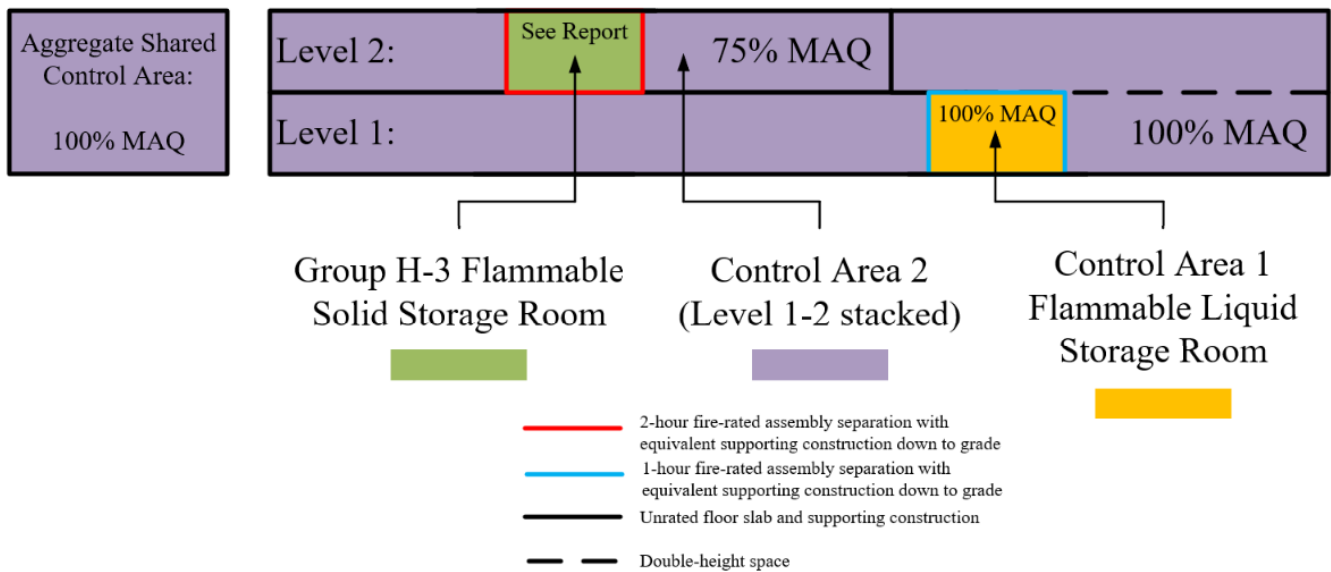 Aggregate Shared
Control Area:
100% MAQ
Level 2:
See Report
75% MAQ
Level 1:
100% MAQ
100% MAQ
Group H-3 Flammable
Solid Storage Room
Control Area 2
(Level 1-2 stacked)
Control Area 1
Flammable Liquid
Storage Room
2-hour fire-rated assembly separation with
equivalent supporting construction down to grade
1-hour fire-rated assembly separation with
equivalent supporting construction down to grade
Unrated floor slab and supporting construction
Double-height space